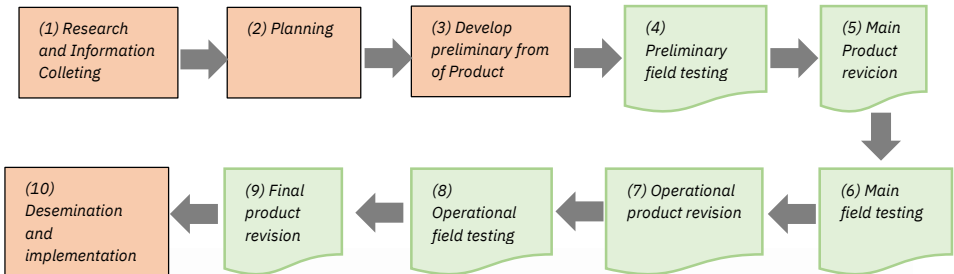 (1) Research
and Information
Colleting
(2) Planning
(3) Develop
preliminary from
of Product
(4)
Preliminary
field testing
(5) Main
Product
revicion
(6) Main
field testing
(7) Operational
product revision
(8)
Operational
field testing
(9) Final
product
revision
(10)
Desemination
and
implementation